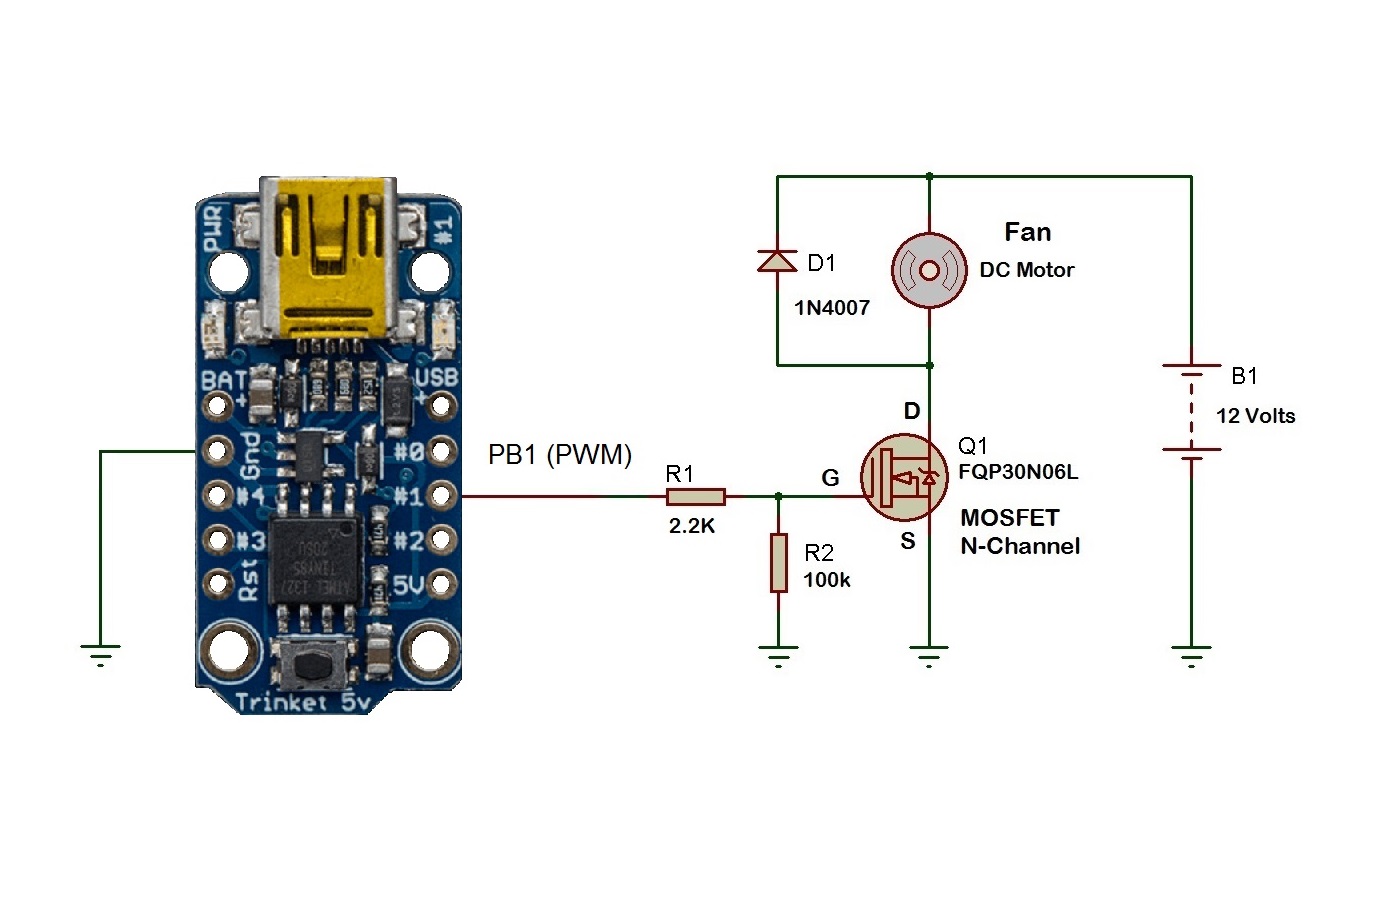 PWR
#1
BAT
+
USB
+
Gnd
#0
#4
#1
#3
#2
Rst
5V
Trinket 5v
PB1 (PWM)
R1
2.2K
R2
100k
D1
1N4007
Fan
DC Motor
D
G
S
Q1
FQP30N06L
MOSFET
N-Channel
B1
12 Volts